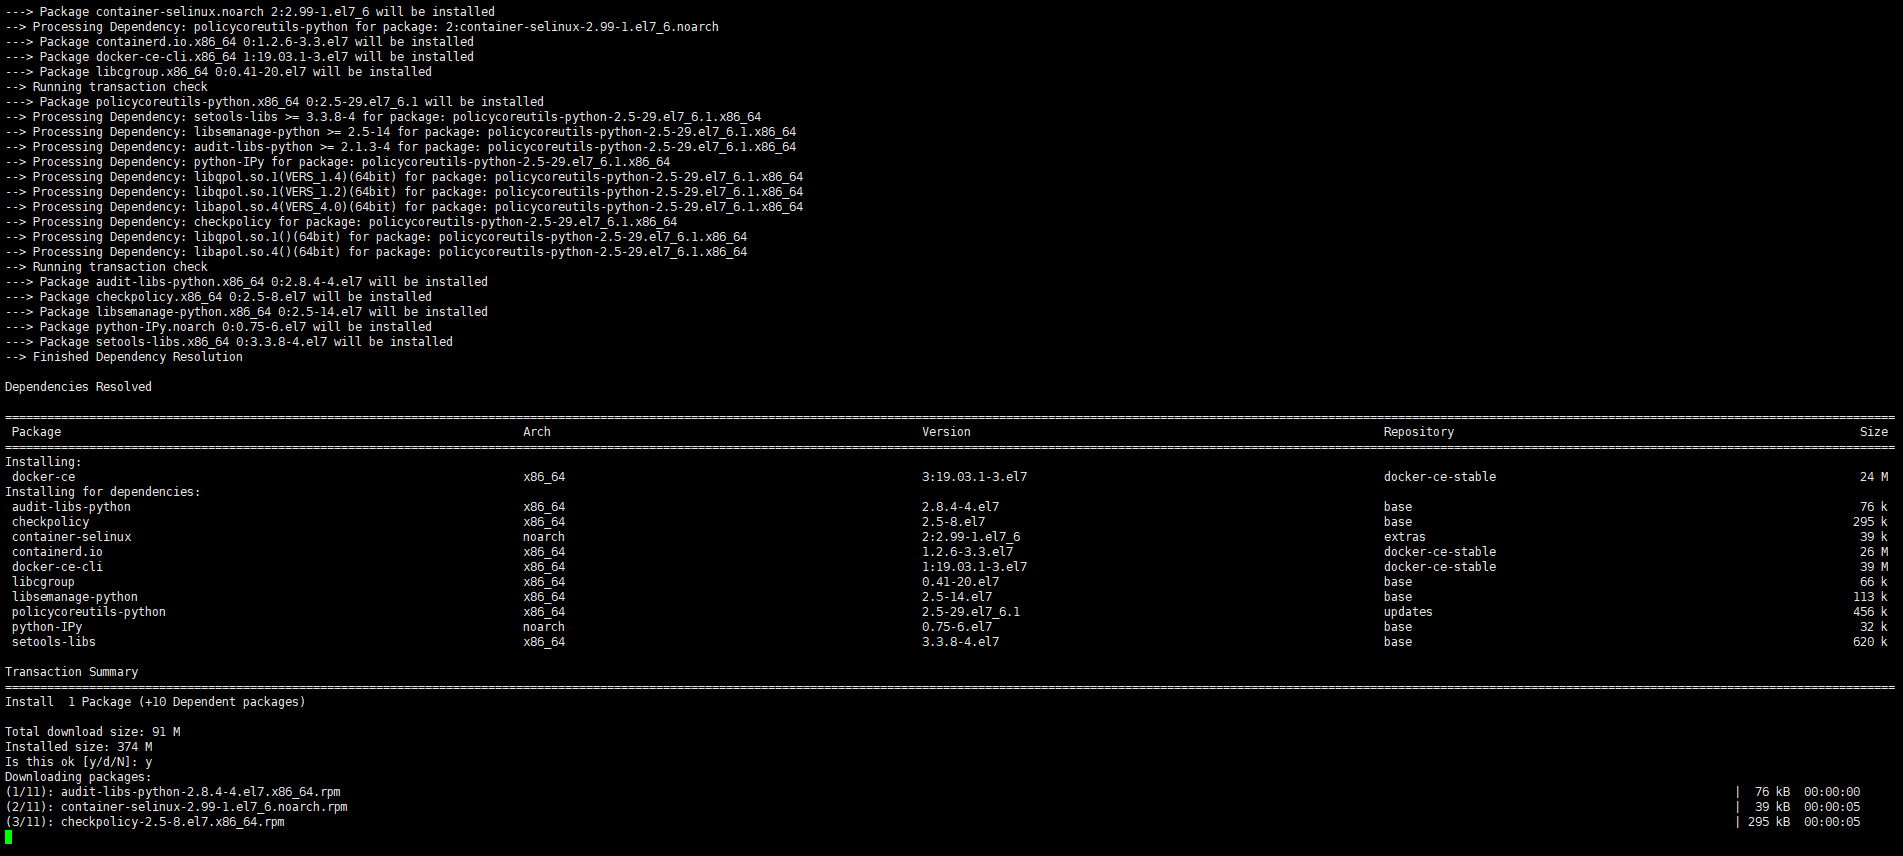 ---> Package container-selinux.noarch 2:2.99-1.el7_6 will be installed
--> Processing Dependency: policycoreutils-python for package: 2:container-selinux-2.99-1.el7_6.noarch
---> Package containerd.io.x86_64 0:1.2.6-3.3.el7 will be installed
---> Package docker-ce-cli.x86_64 1:19.03.1-3.el7 will be installed
---> Package libcgroup.x86_64 0:0.41-20.el7 will be installed
--> Running transaction check
---> Package policycoreutils-python.x86_64 0:2.5-29.el7_6.1 will be installed
--> Processing Dependency: setools-libs >= 3.3.8-4 for package: policycoreutils-python-2.5-29.el7_6.1.x86_64
--> Processing Dependency: libsemanage-python >= 2.5-14 for package: policycoreutils-python-2.5-29.el7_6.1.x86_64
--> Processing Dependency: audit-libs-python >= 2.1.3-4 for package: policycoreutils-python-2.5-29.el7_6.1.x86_64
--> Processing Dependency: python-IPy for package: policycoreutils-python-2.5-29.el7_6.1.x86_64
--> Processing Dependency: libqpol.so.1(VERS_1.4)(64bit) for package: policycoreutils-python-2.5-29.el7_6.1.x86_64
--> Processing Dependency: libqpol.so.1(VERS_1.2)(64bit) for package: policycoreutils-python-2.5-29.el7_6.1.x86_64
--> Processing Dependency: libapol.so.4(VERS_4.0)(64bit) for package: policycoreutils-python-2.5-29.el7_6.1.x86_64
--> Processing Dependency: checkpolicy for package: policycoreutils-python-2.5-29.el7_6.1.x86_64
--> Processing Dependency: libqpol.so.1()(64bit) for package: policycoreutils-python-2.5-29.el7_6.1.x86_64
--> Processing Dependency: libapol.so.4()(64bit) for package: policycoreutils-python-2.5-29.el7_6.1.x86_64
--> Running transaction check
---> Package audit-libs-python.x86_64 0:2.8.4-4.el7 will be installed
---> Package checkpolicy.x86_64 0:2.5-8.el7 will be installed
---> Package libsemanage-python.x86_64 0:2.5-14.el7 will be installed
---> Package python-IPy.noarch 0:0.75-6.el7 will be installed
---> Package setools-libs.x86_64 0:3.3.8-4.el7 will be installed
--> Finished Dependency Resolution
Dependencies Resolved
Package Arch Version Repository Size
Installing:
docker-ce x86_64 3:19.03.1-3.el7 docker-ce-stable 24 M
Installing for dependencies:
audit-libs-python x86_64 2.8.4-4.el7 base 76 k
checkpolicy x86_64 2.5-8.el7 base 295 k
container-selinux noarch 2:2.99-1.el7_6 extras 39 k
containerd.io x86_64 1.2.6-3.3.el7 docker-ce-stable 26 M
docker-ce-cli x86_64 1:19.03.1-3.el7 docker-ce-stable 39 M
libcgroup x86_64 0.41-20.el7 base 66 k
libsemanage-python x86_64 2.5-14.el7 base 113 k
policycoreutils-python x86_64 2.5-29.el7_6.1 updates 456 k
python-IPy noarch 0.75-6.el7 base 32 k
setools-libs x86_64 3.3.8-4.el7 base 620 k
Transaction Summary
Install  1 Package (+10 Dependent packages)
Total download size: 91 M
Installed size: 374 M
Is this ok [y/d/N]: y
Downloading packages:
(1/11): audit-libs-python-2.8.4-4.el7.x86_64.rpm | 76 kB 00:00:00
(2/11): container-selinux-2.99-1.el7_6.noarch.rpm | 39 kB 00:00:05
(3/11): checkpolicy-2.5-8.el7.x86_64.rpm | 295 kB 00:00:05